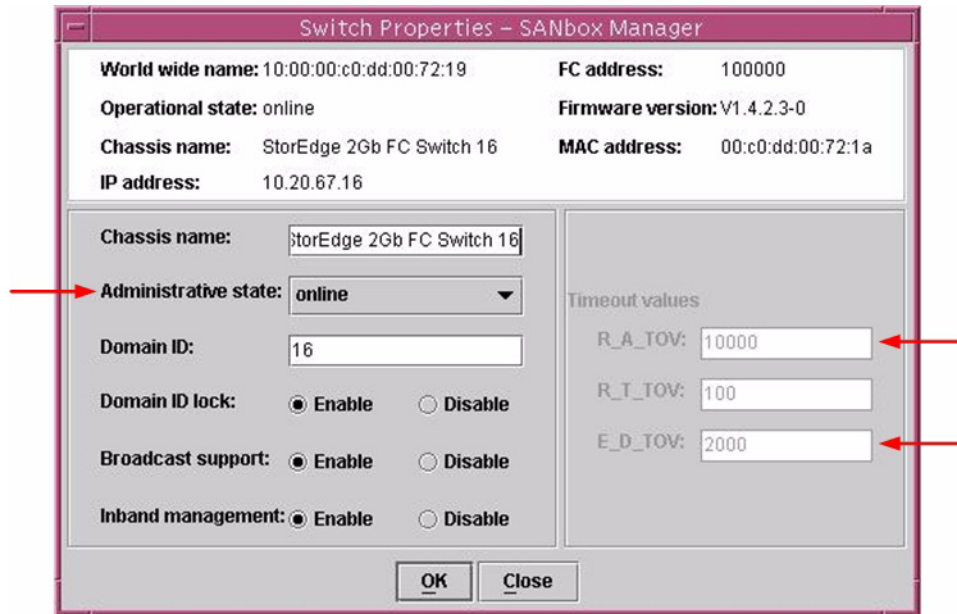 Switch Properties – SANbox Manager
World wide name: 10:00:00:c0:dd:00:72:19
FC address: 100000
Operational state: online
Firmware version: V1.4.2.3-0
Chassis name: StorEdge 2Gb FC Switch 16
MAC address: 00:c0:dd:00:72:1a
IP address: 10.20.67.16
Chassis name: StorEdge 2Gb FC Switch 16
Administrative state: online
Domain ID: 16
Domain ID lock: Enable Disable
Broadcast support: Enable Disable
Inband management: Enable Disable
Timeout values
R_A_TOV: 10000
R_T_TOV: 100
E_D_TOV: 2000
OK Close